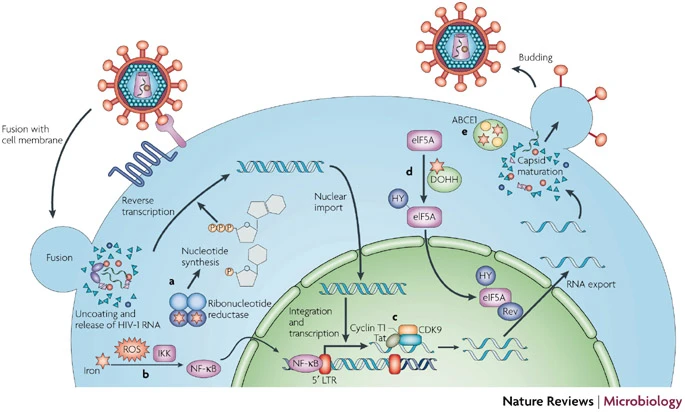 Budding
ABCE1
e
Fusion with
cell membrane
eIF5A
Capsid
maturation
d
DOHH
Reverse
transcription
HY
eIF5A
Nuclear
import
P P P
Fusion
Nucleotide
synthesis
P
HY
eIF5A
Rev
RNA export
a
Uncoating and
release of HIV-1 RNA
Ribonucleotide
reductase
Integration
and
transcription
c
Cyclin T1
Tat
CDK9
ROS
IKK
Iron
b
NF-κB
NF-κB
5′ LTR
Nature Reviews | Microbiology